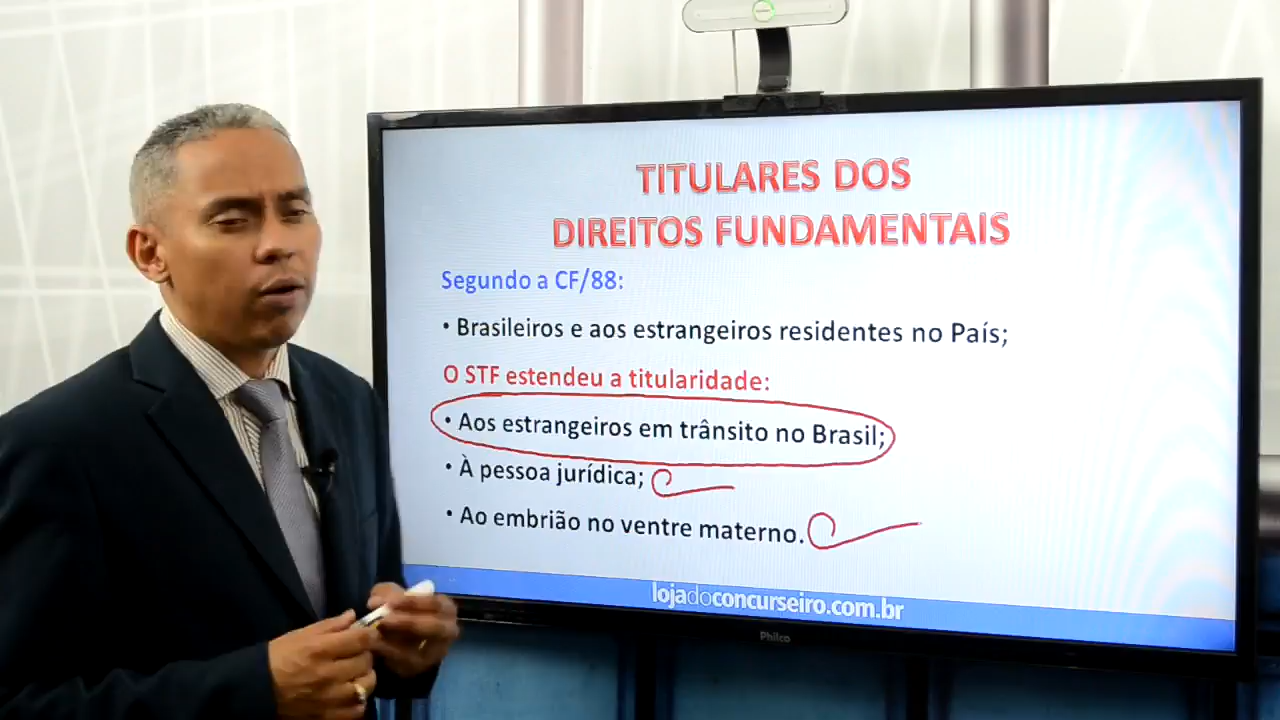 TITULARES DOS
DIREITOS FUNDAMENTAIS
Segundo a CF/88:
• Brasileiros e aos estrangeiros residentes no País;
O STF estendeu a titularidade:
• Aos estrangeiros em trânsito no Brasil;
• À pessoa jurídica;
• Ao embrião no ventre materno.
lojadoconcurseiro.com.br
Philco